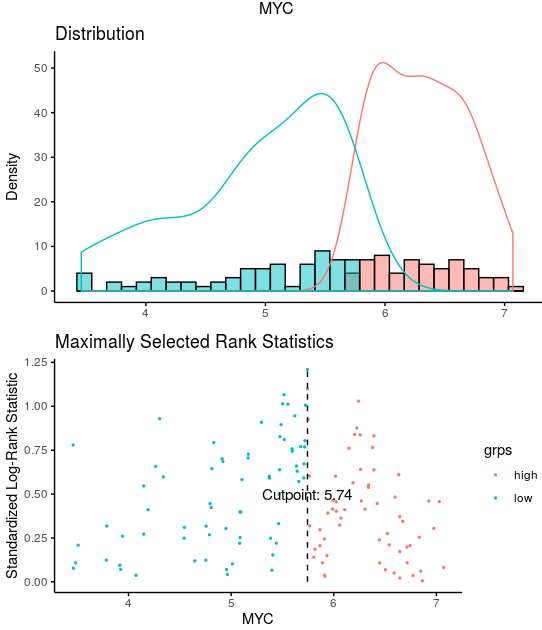 MYC
Distribution
50
40
30
20
10
0
Density
4 5 6 7
Maximally Selected Rank Statistics
1.25
1.00
0.75
0.50
0.25
0.00
Standardized Log-Rank Statistic
Cutpoint: 5.74
4 5 6 7
MYC
grps
high
low